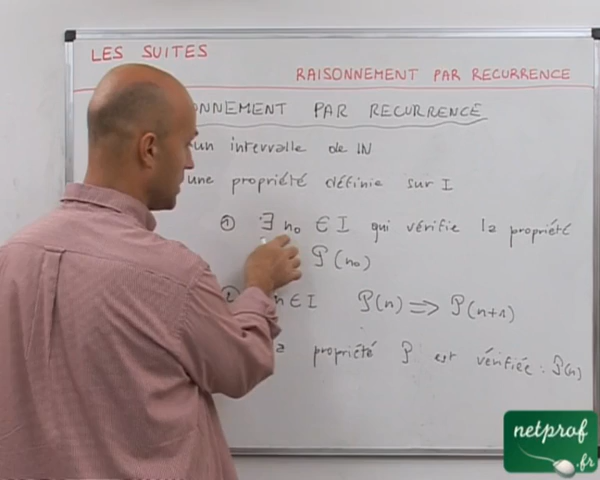 LES SUITES
RAISONNEMENT PAR RECURRENCE
ONNEMENT PAR RECURRENCE
un intervalle de IN
une propriété définie sur I
① ∃ n₀ ∈ I qui vérifie la propriété
P(n₀)
n ∈ I P(n) ⟹ P(n+1)
propriété P est vérifiée : P(n)
netprof
.fr